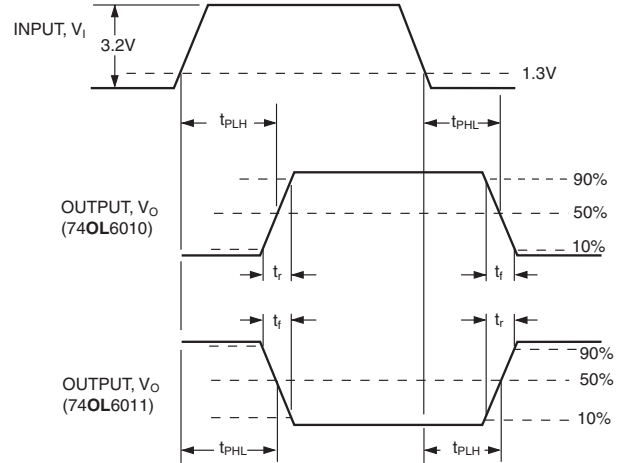 INPUT, VI
3.2V
1.3V
tPLH
tPHL
90%
OUTPUT, VO
(74OL6010)
50%
10%
tr
tf
tf
tr
90%
OUTPUT, VO
(74OL6011)
50%
10%
tPHL
tPLH